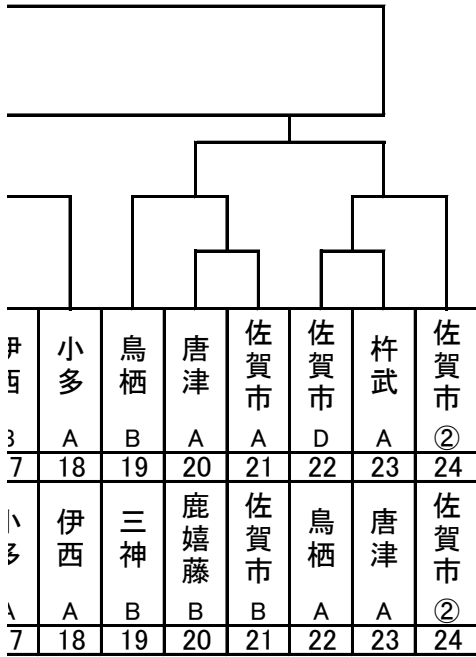 小多 鳥栖 唐津 佐賀市 佐賀市 杵武 佐賀市
A B A A D A ②
18 19 20 21 22 23 24
伊西 三神 鹿嬉藤 佐賀市 鳥栖 唐津 佐賀市
A B B B A A ②
18 19 20 21 22 23 24